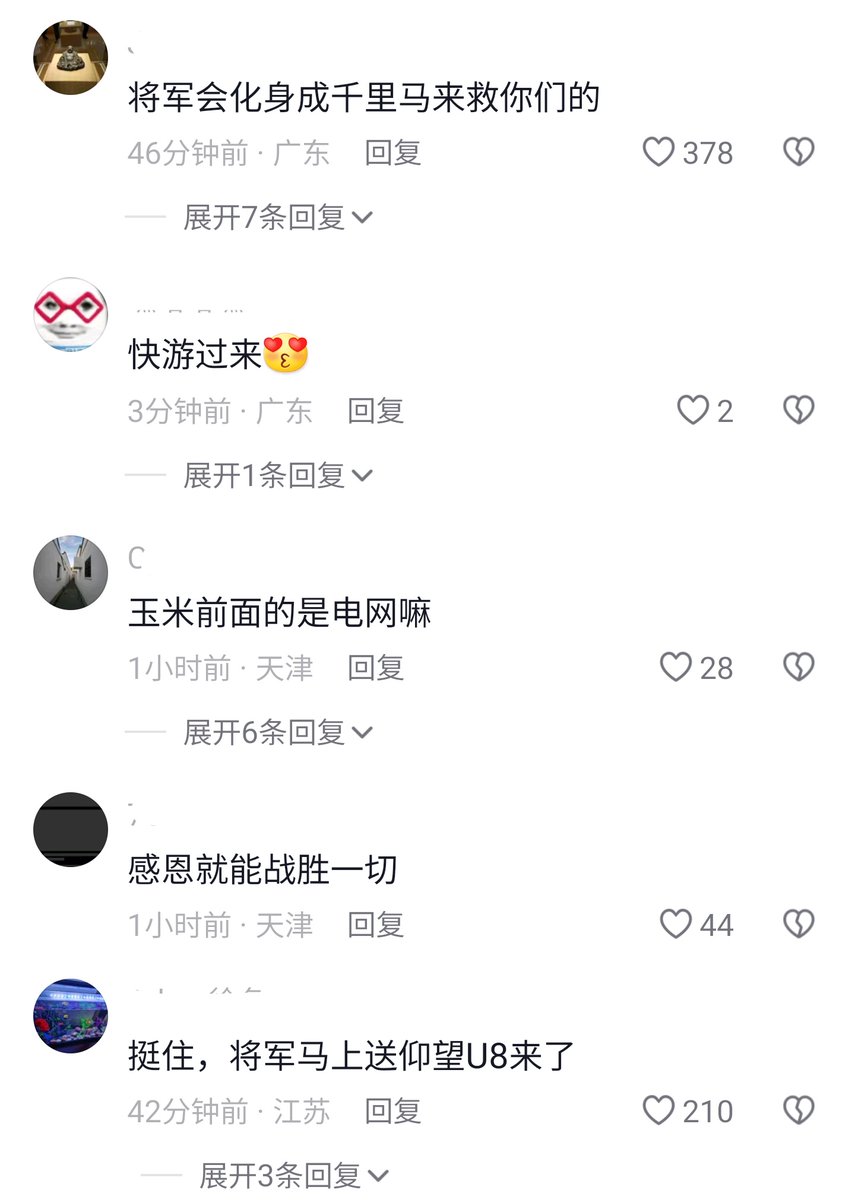 将军会化身成千里马来救你们的
46分钟前 · 广东 回复 378
展开7条回复
快游过来😍
3分钟前 · 广东 回复 2
展开1条回复
C
玉米前面的是电网嘛
1小时前 · 天津 回复 28
展开6条回复
感恩就能战胜一切
1小时前 · 天津 回复 44
挺住，将军马上送仰望U8来了
42分钟前 · 江苏 回复 210
展开3条回复